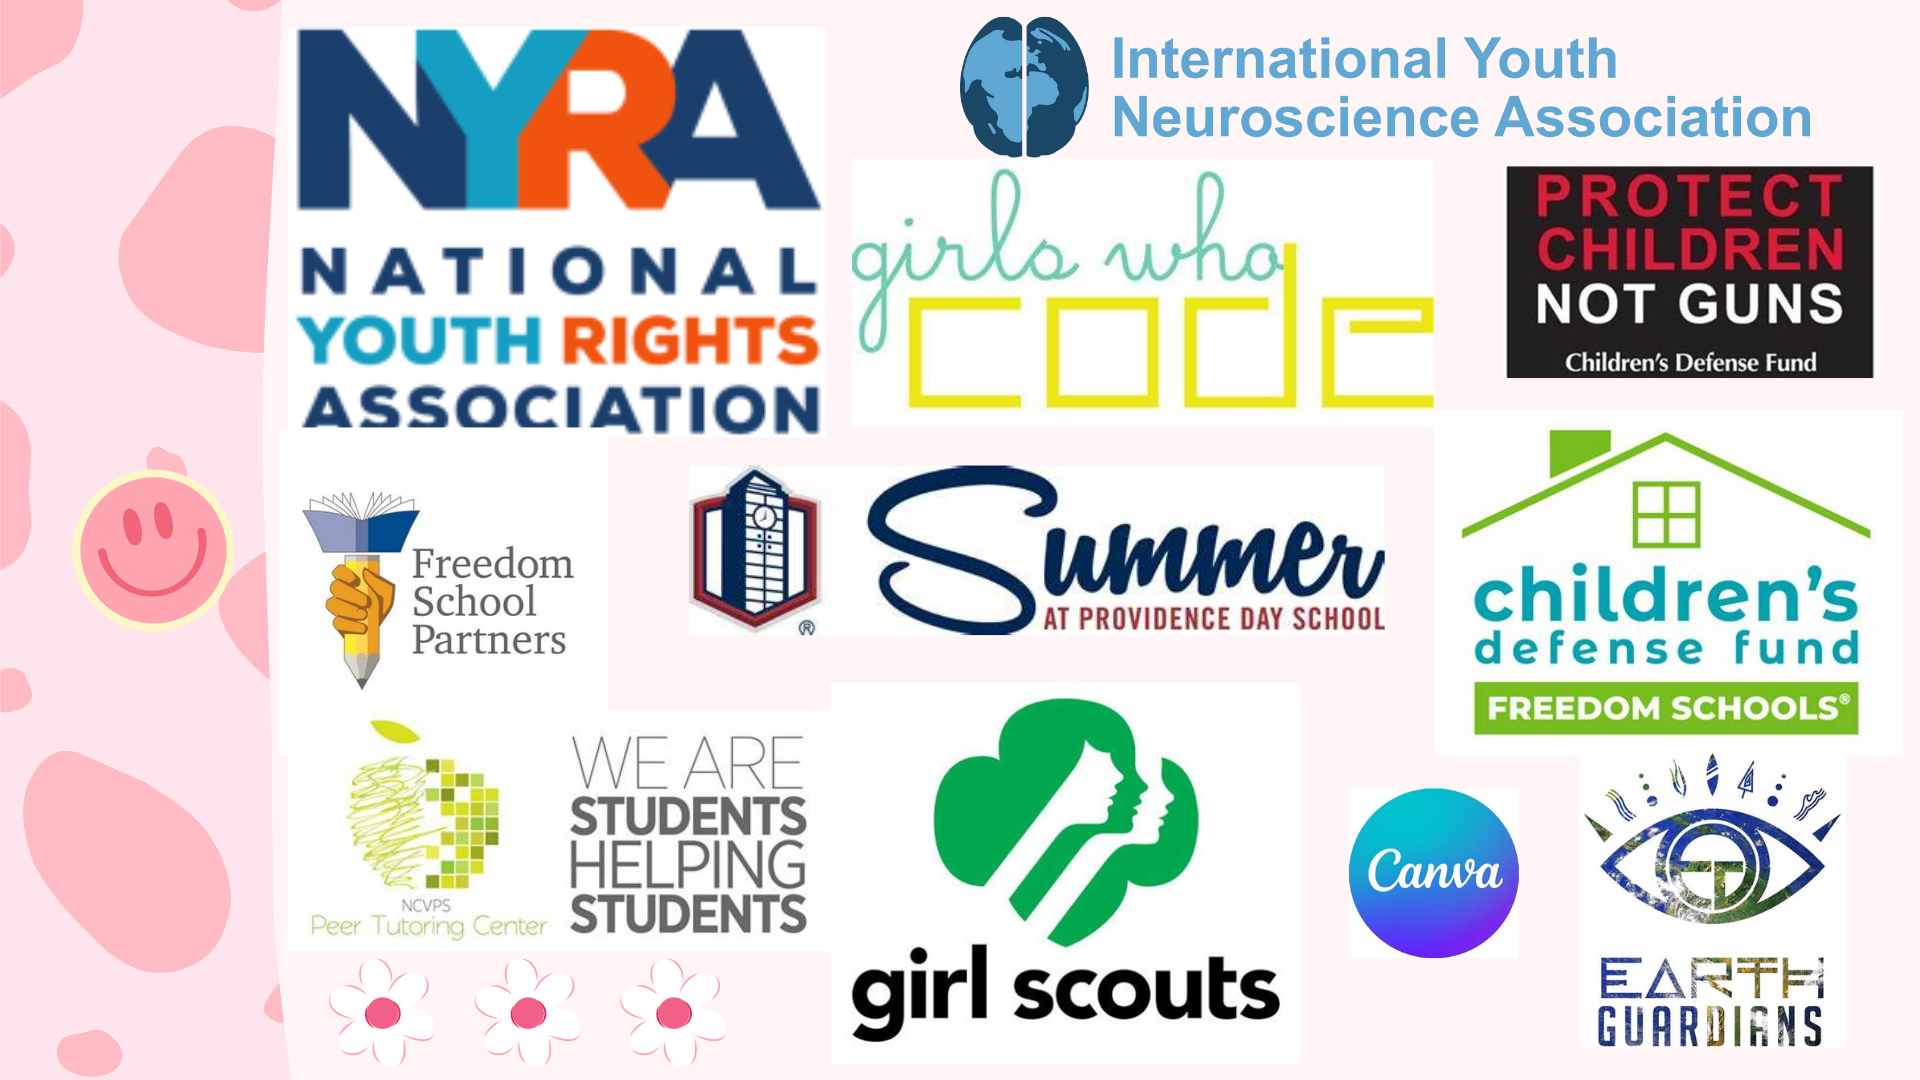 NYRA
NATIONAL
YOUTH RIGHTS
ASSOCIATION
International Youth
Neuroscience Association
girls who
code
PROTECT
CHILDREN
NOT GUNS
Children's Defense Fund
Freedom
School
Partners
Summer
AT PROVIDENCE DAY SCHOOL
®
children's
defense fund
FREEDOM SCHOOLS®
NCVPS
Peer Tutoring Center
WE ARE
STUDENTS
HELPING
STUDENTS
girl scouts
Canva
EARTH
GUARDIANS